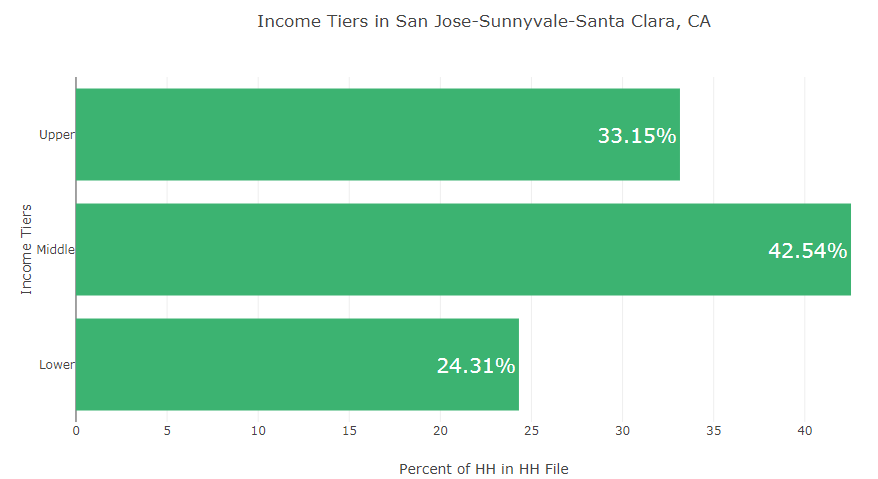 Income Tiers in San Jose-Sunnyvale-Santa Clara, CA
Income Tiers
Upper
33.15%
Middle
42.54%
Lower
24.31%
0 5 10 15 20 25 30 35 40
Percent of HH in HH File